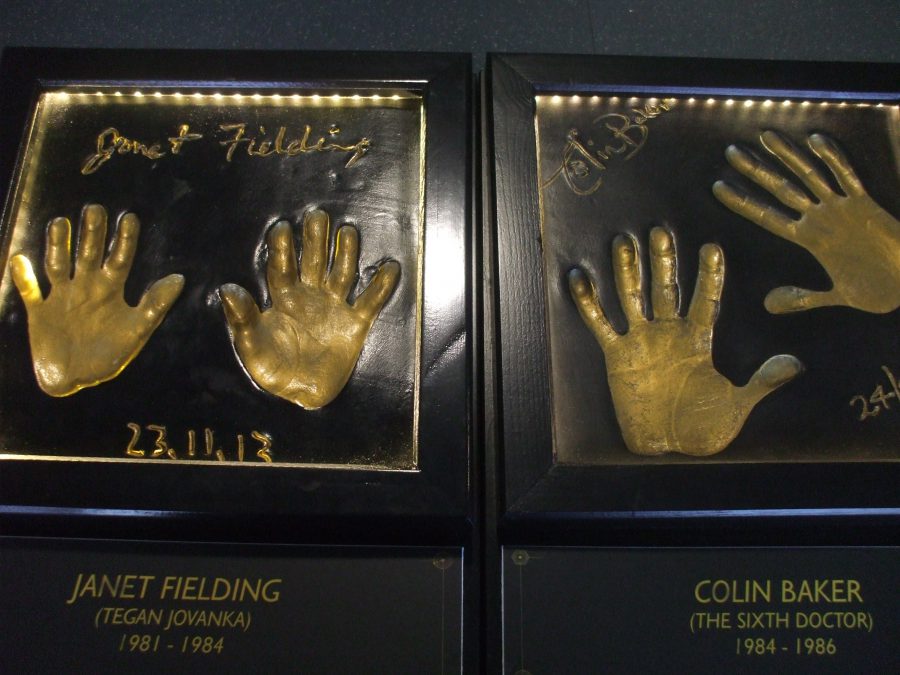 Janet Fielding
23.11.13
JANET FIELDING
(TEGAN JOVANKA)
1981 - 1984
Colin Baker
24/
COLIN BAKER
(THE SIXTH DOCTOR)
1984 - 1986